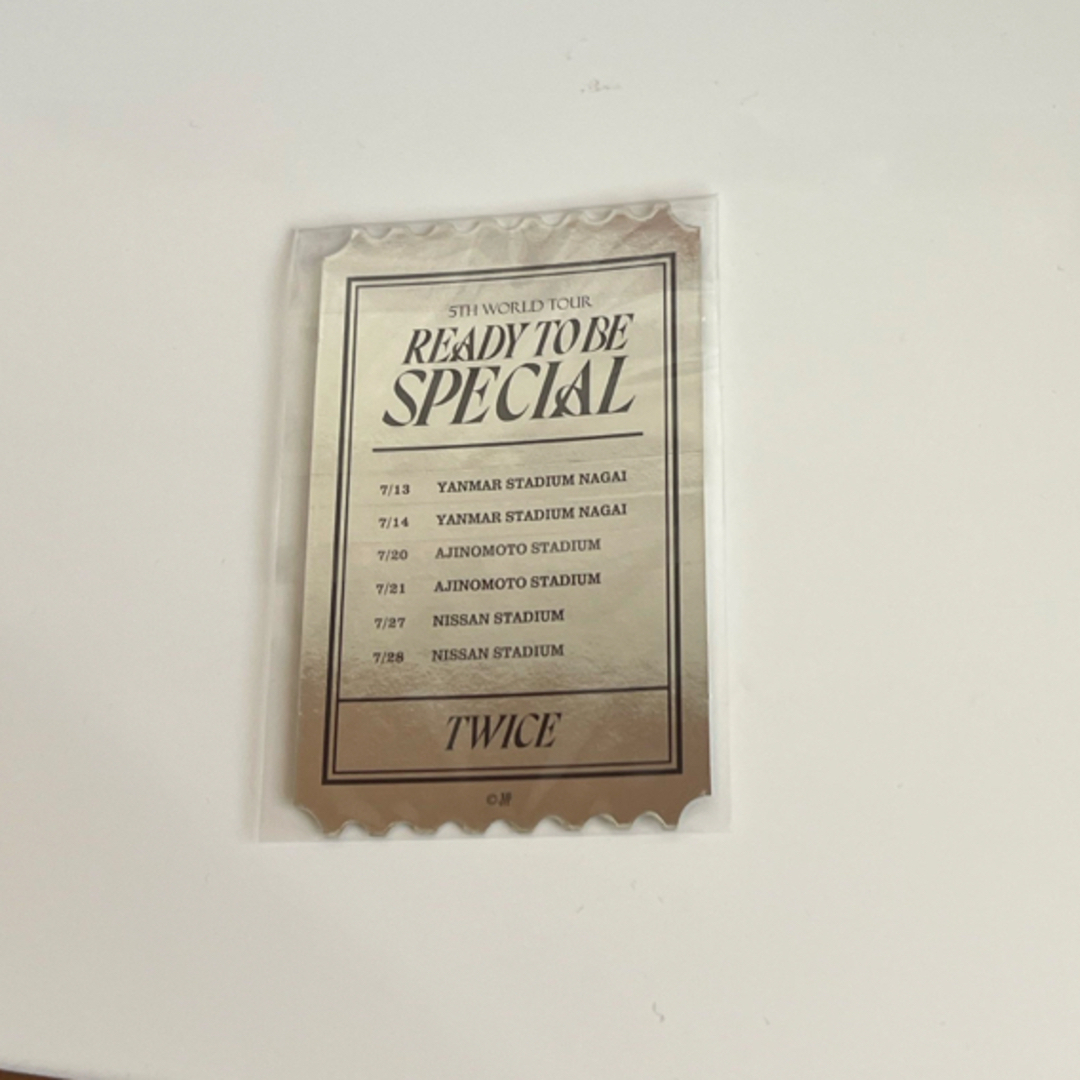 5TH WORLD TOUR
READY TO BE
SPECIAL
7/13 YANMAR STADIUM NAGAI
7/14 YANMAR STADIUM NAGAI
7/20 AJINOMOTO STADIUM
7/21 AJINOMOTO STADIUM
7/27 NISSAN STADIUM
7/28 NISSAN STADIUM
TWICE